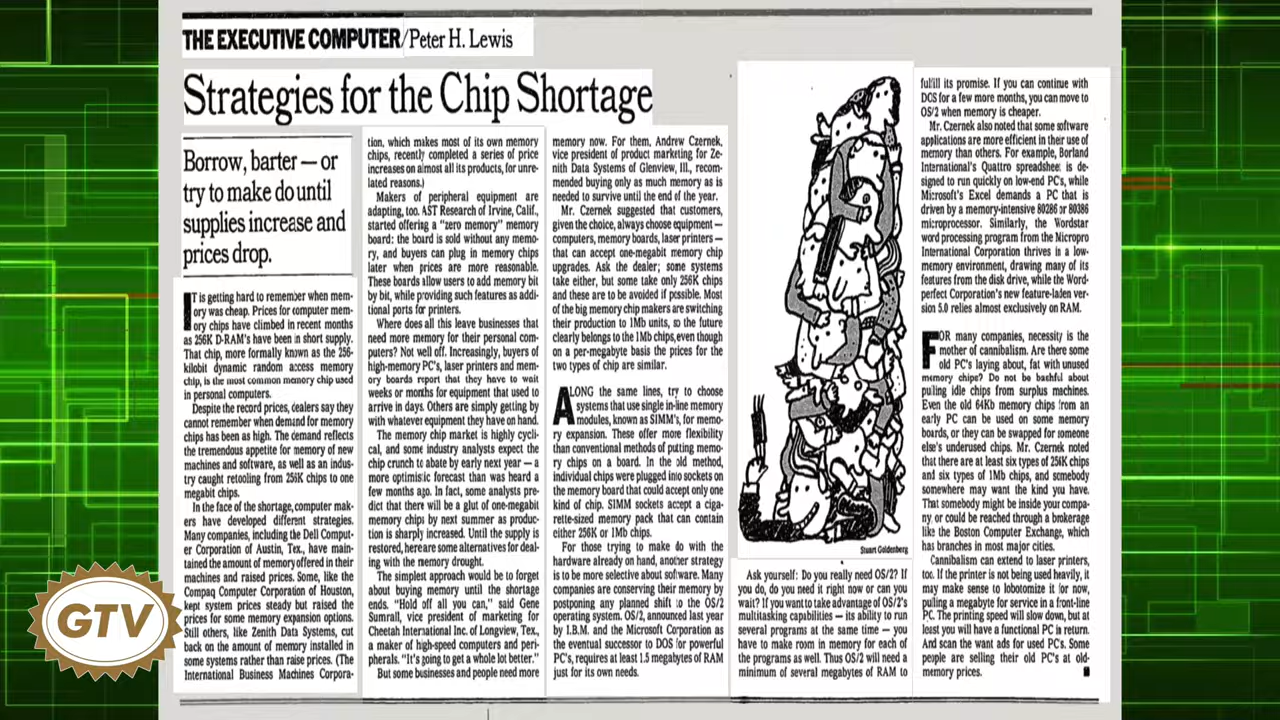 THE EXECUTIVE COMPUTER/Peter H. Lewis
Strategies for the Chip Shortage
Borrow, barter — or
try to make do until
supplies increase and
prices drop.
IT is getting hard to remember when mem-
ory was cheap. Prices for computer mem-
ory chips have climbed in recent months
as 256K D-RAM's have been in short supply.
That chip, more formally known as the 256-
kilobit dynamic random access memory
chip, is the most common memory chip used
in personal computers.
Despite the record prices, dealers say they
cannot remember when demand for memory
chips has been as high. The demand reflects
the tremendous appetite for memory of new
machines and software, as well as an indus-
try caught retooling from 256K chips to one
megabit chips.
In the face of the shortage, computer mak-
ers have developed different strategies.
Many companies, including the Dell Comput-
er Corporation of Austin, Tex., have main-
tained the amount of memory offered in their
machines and raised prices. Some, like the
Compaq Computer Corporation of Houston,
kept system prices steady but raised the
prices for some memory expansion options.
Still others, like Zenith Data Systems, cut
back on the amount of memory installed in
some systems rather than raise prices. (The
International Business Machines Corpora-
tion, which makes most of its own memory
chips, recently completed a series of price
increases on almost all its products, for unre-
lated reasons.)
Makers of peripheral equipment are
adapting, too. AST Research of Irvine, Calif.,
started offering a "zero memory" memory
board: the board is sold without any memo-
ry, and buyers can plug in memory chips
later when prices are more reasonable.
These boards allow users to add memory bit
by bit, while providing such features as addi-
tional ports for printers.
Where does all this leave businesses that
need more memory for their personal com-
puters? Not well off. Increasingly, buyers of
high-memory PC's, laser printers and mem-
ory boards report that they have to wait
weeks or months for equipment that used to
arrive in days. Others are simply getting by
with whatever equipment they have on hand.
The memory chip market is highly cycli-
cal, and some industry analysts expect the
chip crunch to abate by early next year — a
more optimistic forecast than was heard a
few months ago. In fact, some analysts pre-
dict that there will be a glut of one-megabit
memory chips by next summer as produc-
tion is sharply increased. Until the supply is
restored, here are some alternatives for deal-
ing with the memory drought.
The simplest approach would be to forget
about buying memory until the shortage
ends. "Hold off all you can," said Gene
Sumrall, vice president of marketing for
Cheetah International Inc. of Longview, Tex.,
a maker of high-speed computers and peri-
pherals. "It's going to get a whole lot better."
But some businesses and people need more
memory now. For them, Andrew Czernek,
vice president of product marketing for Ze-
nith Data Systems of Glenview, Ill., recom-
mended buying only as much memory as is
needed to survive until the end of the year.
Mr. Czernek suggested that customers,
given the choice, always choose equipment —
computers, memory boards, laser printers —
that can accept one-megabit memory chip
upgrades. Ask the dealer; some systems
take either, but some take only 256K chips
and these are to be avoided if possible. Most
of the big memory chip makers are switching
their production to 1Mb units, so the future
clearly belongs to the 1Mb chips, even though
on a per-megabyte basis the prices for the
two types of chip are similar.
ALONG the same lines, try to choose
systems that use single in-line memory
modules, known as SIMM's, for memo-
ry expansion. These offer more flexibility
than conventional methods of putting memo-
ry chips on a board. In the old method,
individual chips were plugged into sockets on
the memory board that could accept only one
kind of chip. SIMM sockets accept a ciga-
rette-sized memory pack that can contain
either 256K or 1Mb chips.
For those trying to make do with the
hardware already on hand, another strategy
is to be more selective about software. Many
companies are conserving their memory by
postponing any planned shift to the OS/2
operating system. OS/2, announced last year
by I.B.M. and the Microsoft Corporation as
the eventual successor to DOS for powerful
PC's, requires at least 1.5 megabytes of RAM
just for its own needs.
Stuart Goldenberg
Ask yourself: Do you really need OS/2? If
you do, do you need it right now or can you
wait? If you want to take advantage of OS/2's
multitasking capabilities — its ability to run
several programs at the same time — you
have to make room in memory for each of
the programs as well. Thus OS/2 will need a
minimum of several megabytes of RAM to
fulfill its promise. If you can continue with
DOS for a few more months, you can move to
OS/2 when memory is cheaper.
Mr. Czernek also noted that some software
applications are more efficient in their use of
memory than others. For example, Borland
International's Quattro spreadsheet is de-
signed to run quickly on low-end PC's, while
Microsoft's Excel demands a PC that is
driven by a memory-intensive 80286 or 80386
microprocessor. Similarly, the Wordstar
word processing program from the Micropro
International Corporation thrives in a low-
memory environment, drawing many of its
features from the disk drive, while the Word-
perfect Corporation's new feature-laden ver-
sion 5.0 relies almost exclusively on RAM.
FOR many companies, necessity is the
mother of cannibalism. Are there some
old PC's laying about, fat with unused
memory chips? Do not be bashful about
pulling idle chips from surplus machines.
Even the old 64Kb memory chips from an
early PC can be used on some memory
boards, or they can be swapped for someone
else's underused chips. Mr. Czernek noted
that there are at least six types of 256K chips
and six types of 1Mb chips, and somebody
somewhere may want the kind you have.
That somebody might be inside your compa-
ny, or could be reached through a brokerage
like the Boston Computer Exchange, which
has branches in most major cities.
Cannibalism can extend to laser printers,
too. If the printer is not being used heavily, it
may make sense to lobotomize it for now,
pulling a megabyte for service in a front-line
PC. The printing speed will slow down, but at
least you will have a functional PC in return.
And scan the want ads for used PC's. Some
people are selling their old PC's at old-
memory prices.
GTV